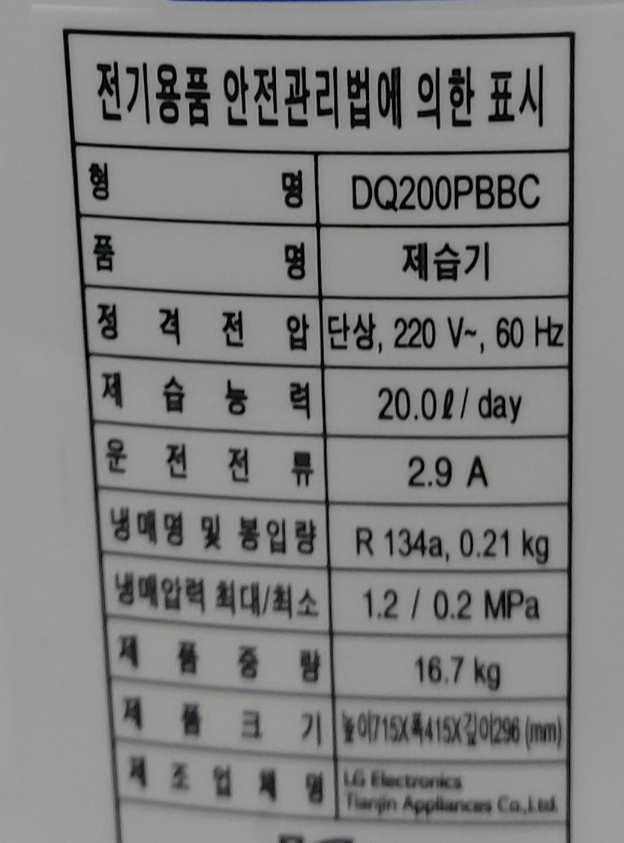 전기용품 안전관리법에 의한 표시
형 명 DQ200PBBC
품 명 제습기
정 격 전 압 단상, 220 V~, 60 Hz
제 습 능 력 20.0ℓ/ day
운 전 전 류 2.9 A
냉매명 및 봉입량 R 134a, 0.21 kg
냉매압력 최대/최소 1.2 / 0.2 MPa
제 품 중 량 16.7 kg
제 품 크 기 높이715X폭415X깊이296 (mm)
제 조 업 체 명 LG Electronics
Tianjin Appliances Co.,Ltd.